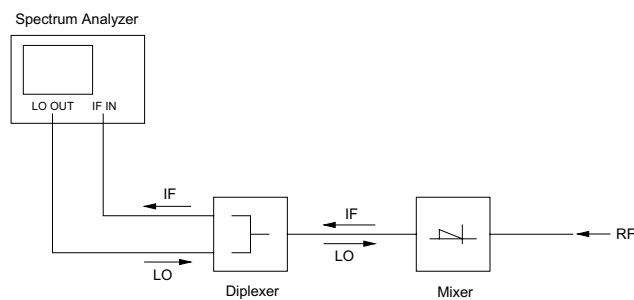 Spectrum Analyzer
LO OUT IF IN
IF
LO
IF
LO
RF
Diplexer
Mixer